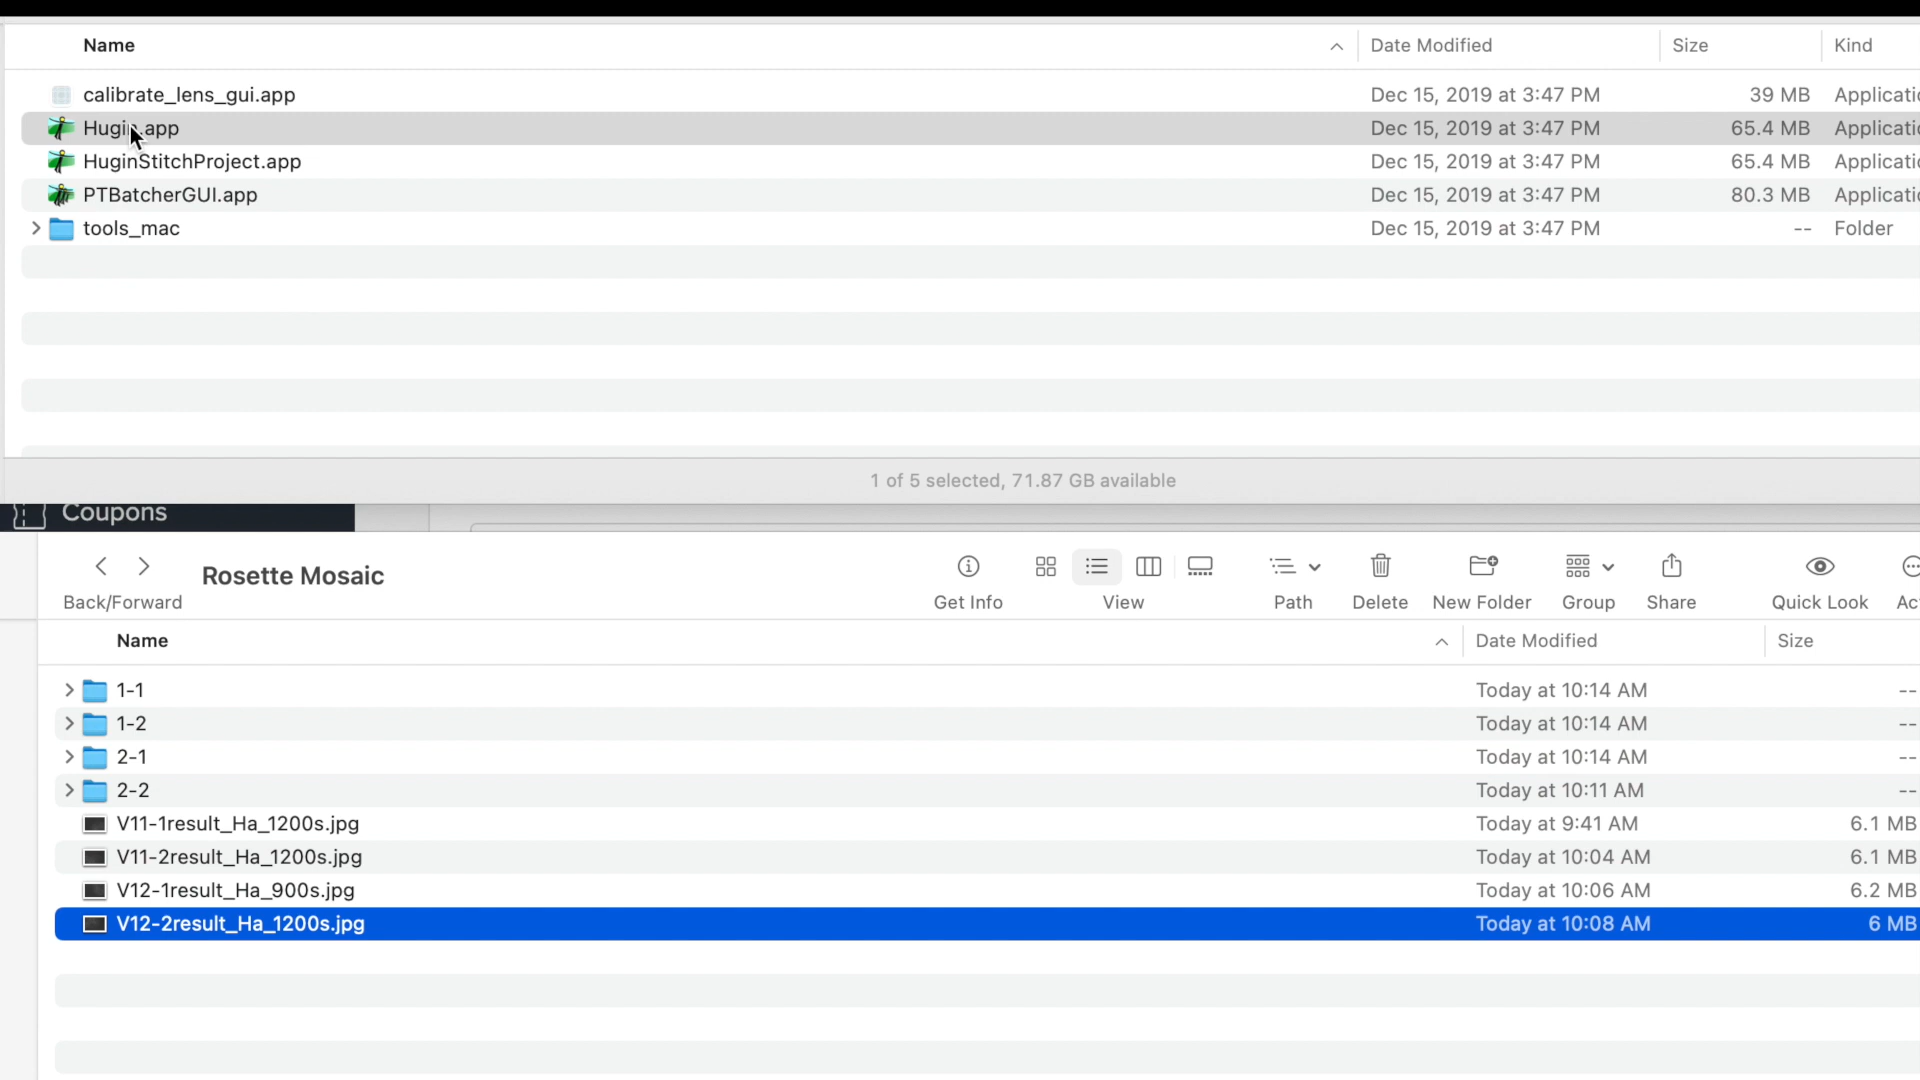 Name Date Modified Size Kind
calibrate_lens_gui.app Dec 15, 2019 at 3:47 PM 39 MB Applicatio
Hugin.app Dec 15, 2019 at 3:47 PM 65.4 MB Applicatio
HuginStitchProject.app Dec 15, 2019 at 3:47 PM 65.4 MB Applicatio
PTBatcherGUI.app Dec 15, 2019 at 3:47 PM 80.3 MB Applicatio
tools_mac Dec 15, 2019 at 3:47 PM -- Folder
1 of 5 selected, 71.87 GB available
Coupons
Rosette Mosaic
Back/Forward Get Info View Path Delete New Folder Group Share Quick Look Ac
Name Date Modified Size
1-1 Today at 10:14 AM --
1-2 Today at 10:14 AM --
2-1 Today at 10:14 AM --
2-2 Today at 10:11 AM --
V11-1result_Ha_1200s.jpg Today at 9:41 AM 6.1 MB
V11-2result_Ha_1200s.jpg Today at 10:04 AM 6.1 MB
V12-1result_Ha_900s.jpg Today at 10:06 AM 6.2 MB
V12-2result_Ha_1200s.jpg Today at 10:08 AM 6 MB